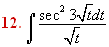 12. ∫ sec² 3√t dt / √t